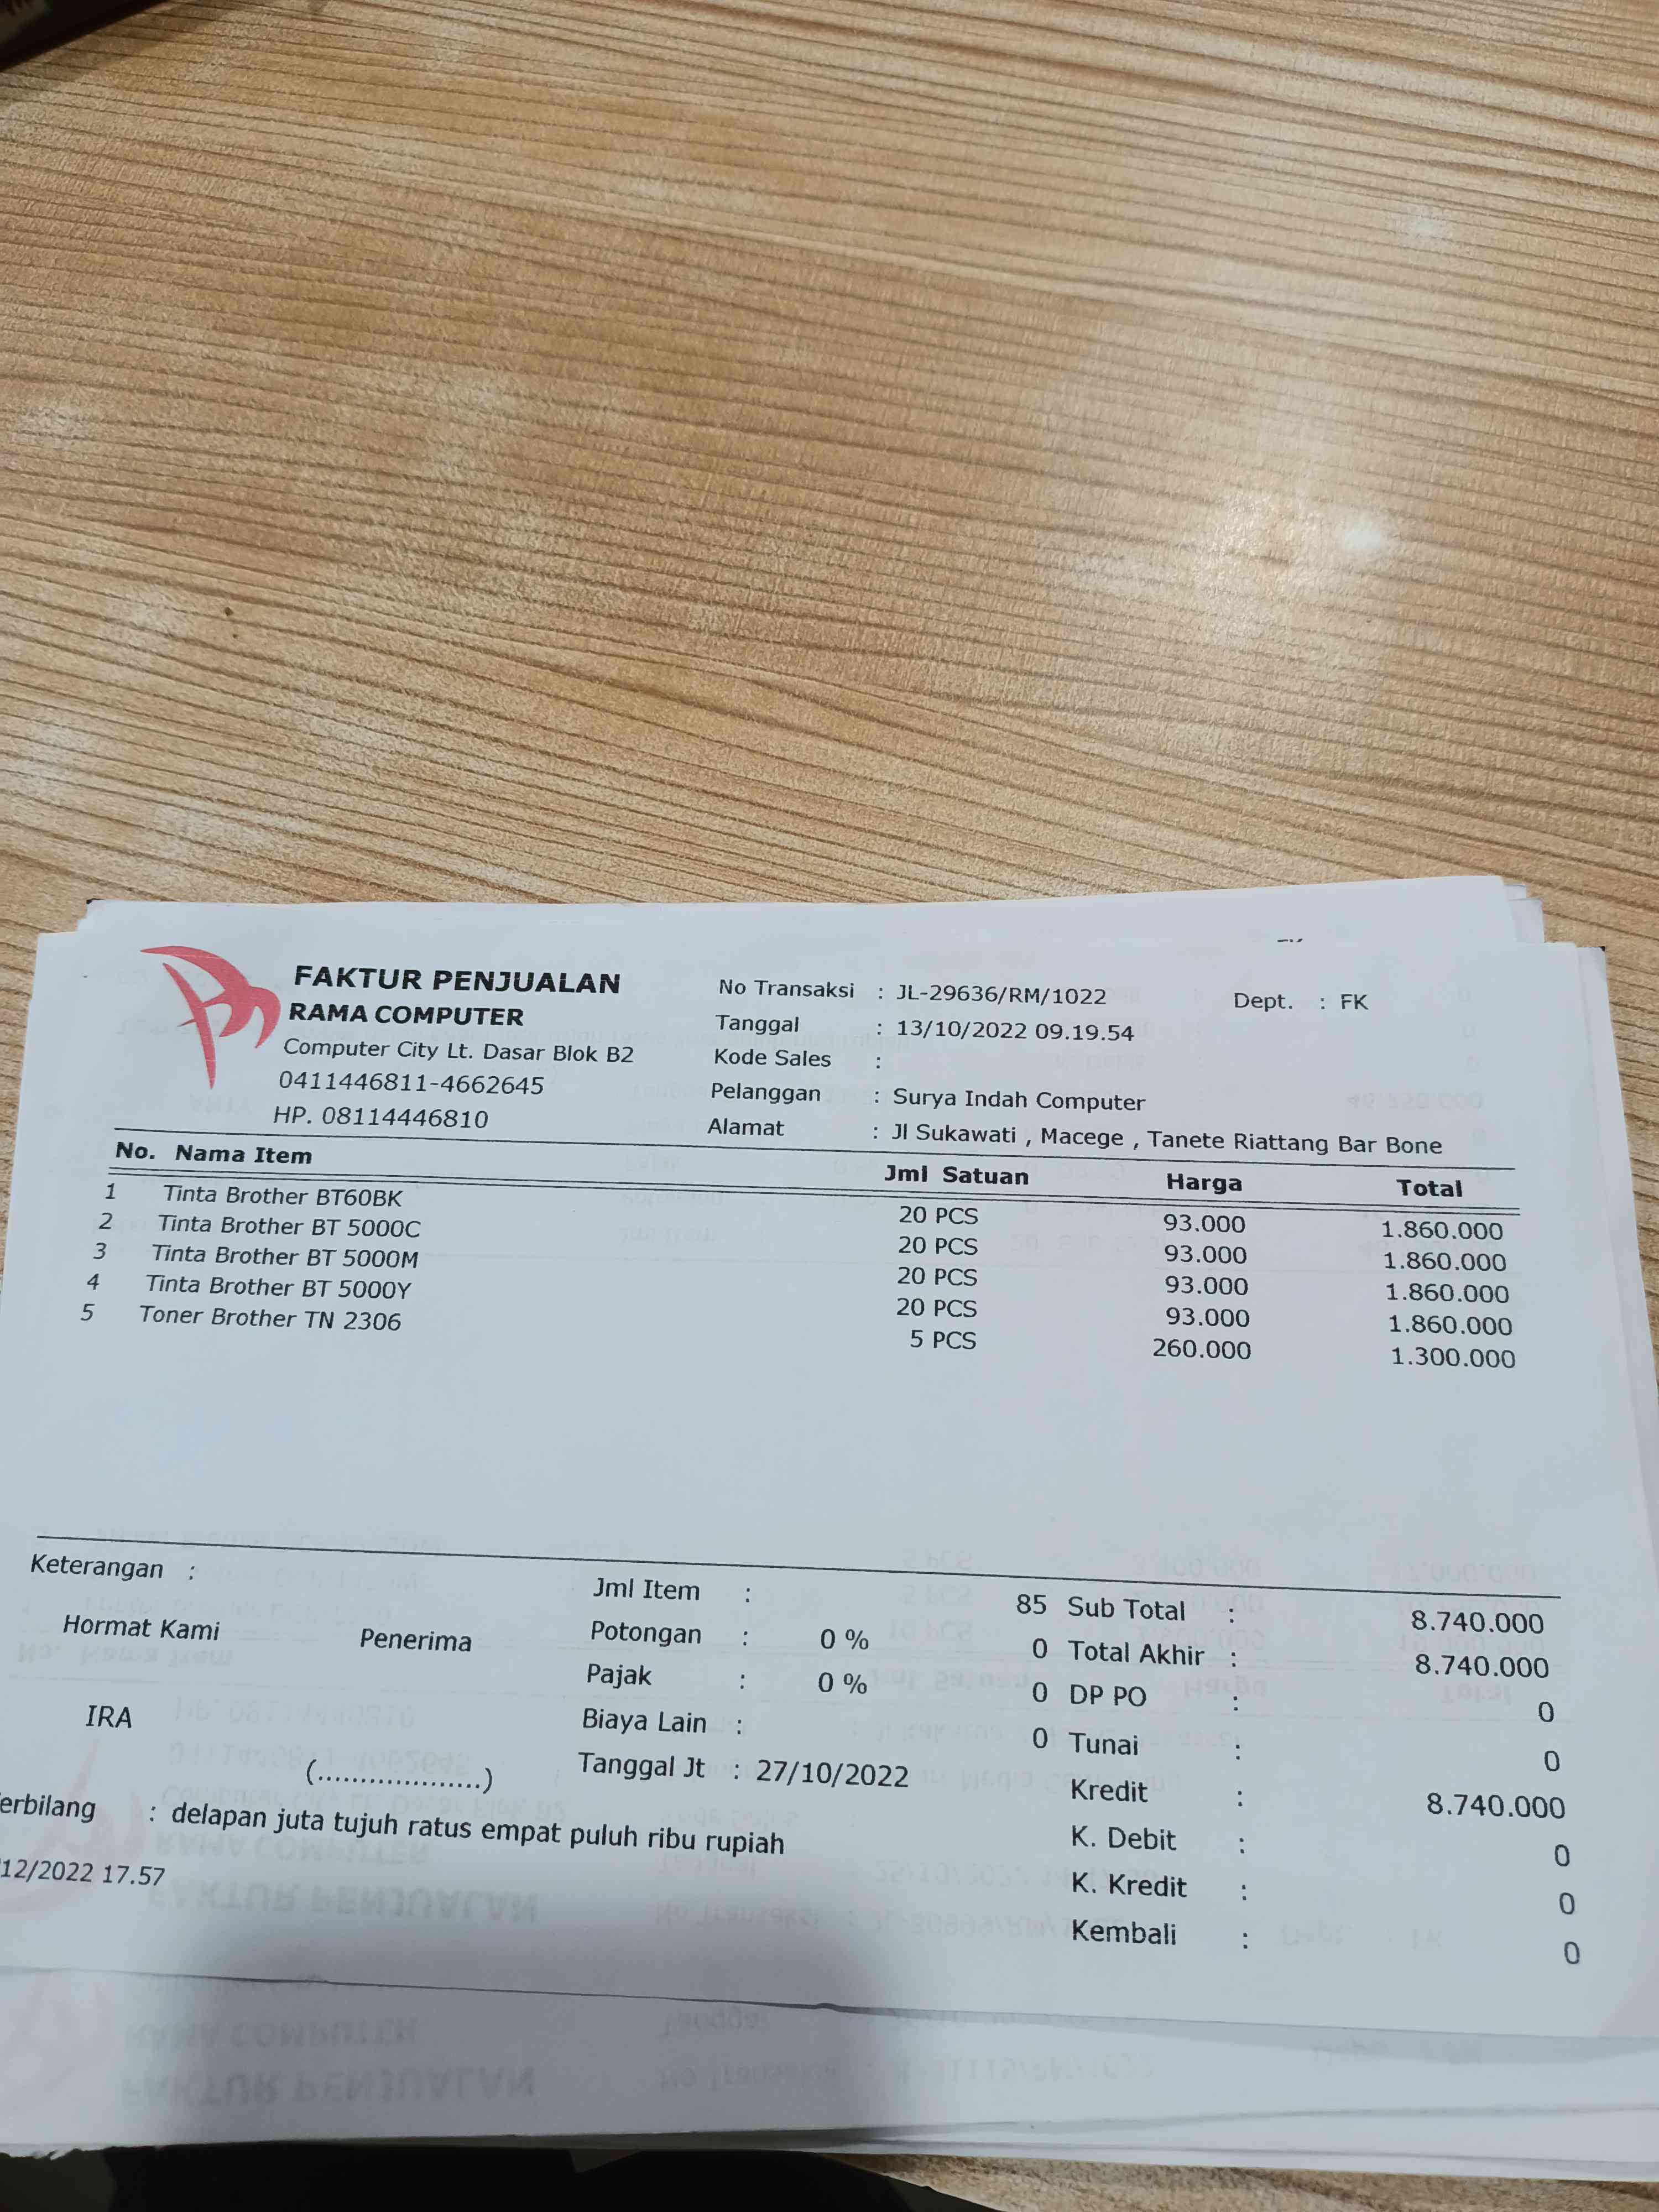 FAKTUR PENJUALAN
RAMA COMPUTER
Computer City Lt. Dasar Blok B2
0411446811-4662645
HP. 08114446810
No Transaksi : JL-29636/RM/1022 Dept. : FK
Tanggal : 13/10/2022 09.19.54
Kode Sales :
Pelanggan : Surya Indah Computer
Alamat : Jl Sukawati , Macege , Tanete Riattang Bar Bone
No. Nama Item Jml Satuan Harga Total
1 Tinta Brother BT60BK 20 PCS 93.000 1.860.000
2 Tinta Brother BT 5000C 20 PCS 93.000 1.860.000
3 Tinta Brother BT 5000M 20 PCS 93.000 1.860.000
4 Tinta Brother BT 5000Y 20 PCS 93.000 1.860.000
5 Toner Brother TN 2306 5 PCS 260.000 1.300.000
Keterangan :
Hormat Kami Penerima
IRA
(...................)
Jml Item : 85
Potongan : 0 % 0
Pajak : 0 % 0
Biaya Lain : 0
Tanggal Jt : 27/10/2022
Sub Total : 8.740.000
Total Akhir : 8.740.000
DP PO : 0
Tunai : 0
Kredit : 8.740.000
K. Debit : 0
K. Kredit : 0
Kembali : 0
erbilang : delapan juta tujuh ratus empat puluh ribu rupiah
12/2022 17.57